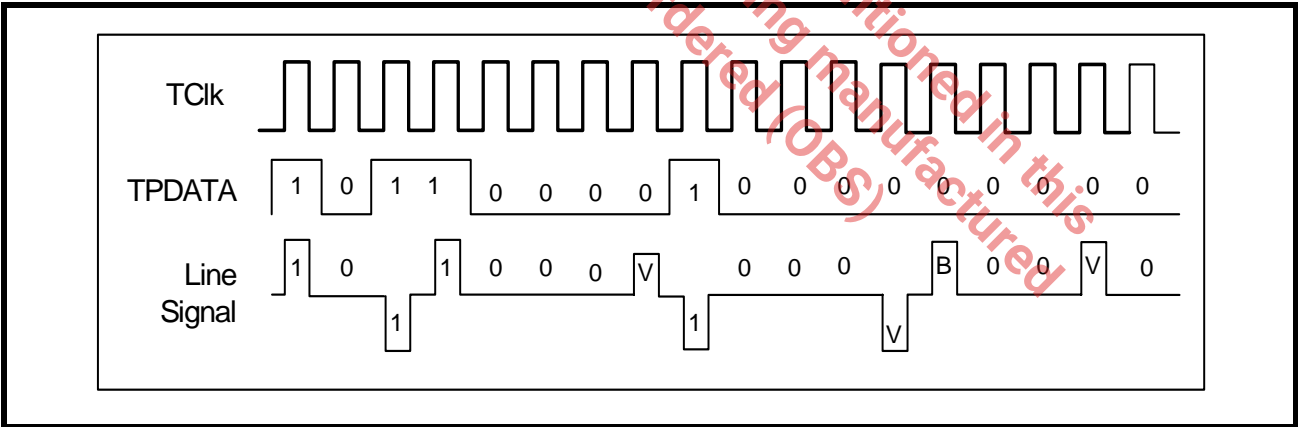 tioned in this
ng manufactured
rdered (OBS)
TClk
TPDATA
1 0 1 1 0 0 0 0 1 0 0 0 0 0 0 0 0 0
Line
Signal
1 0 1 1 0 0 0 V 1 0 0 0 V B 0 0 V 0